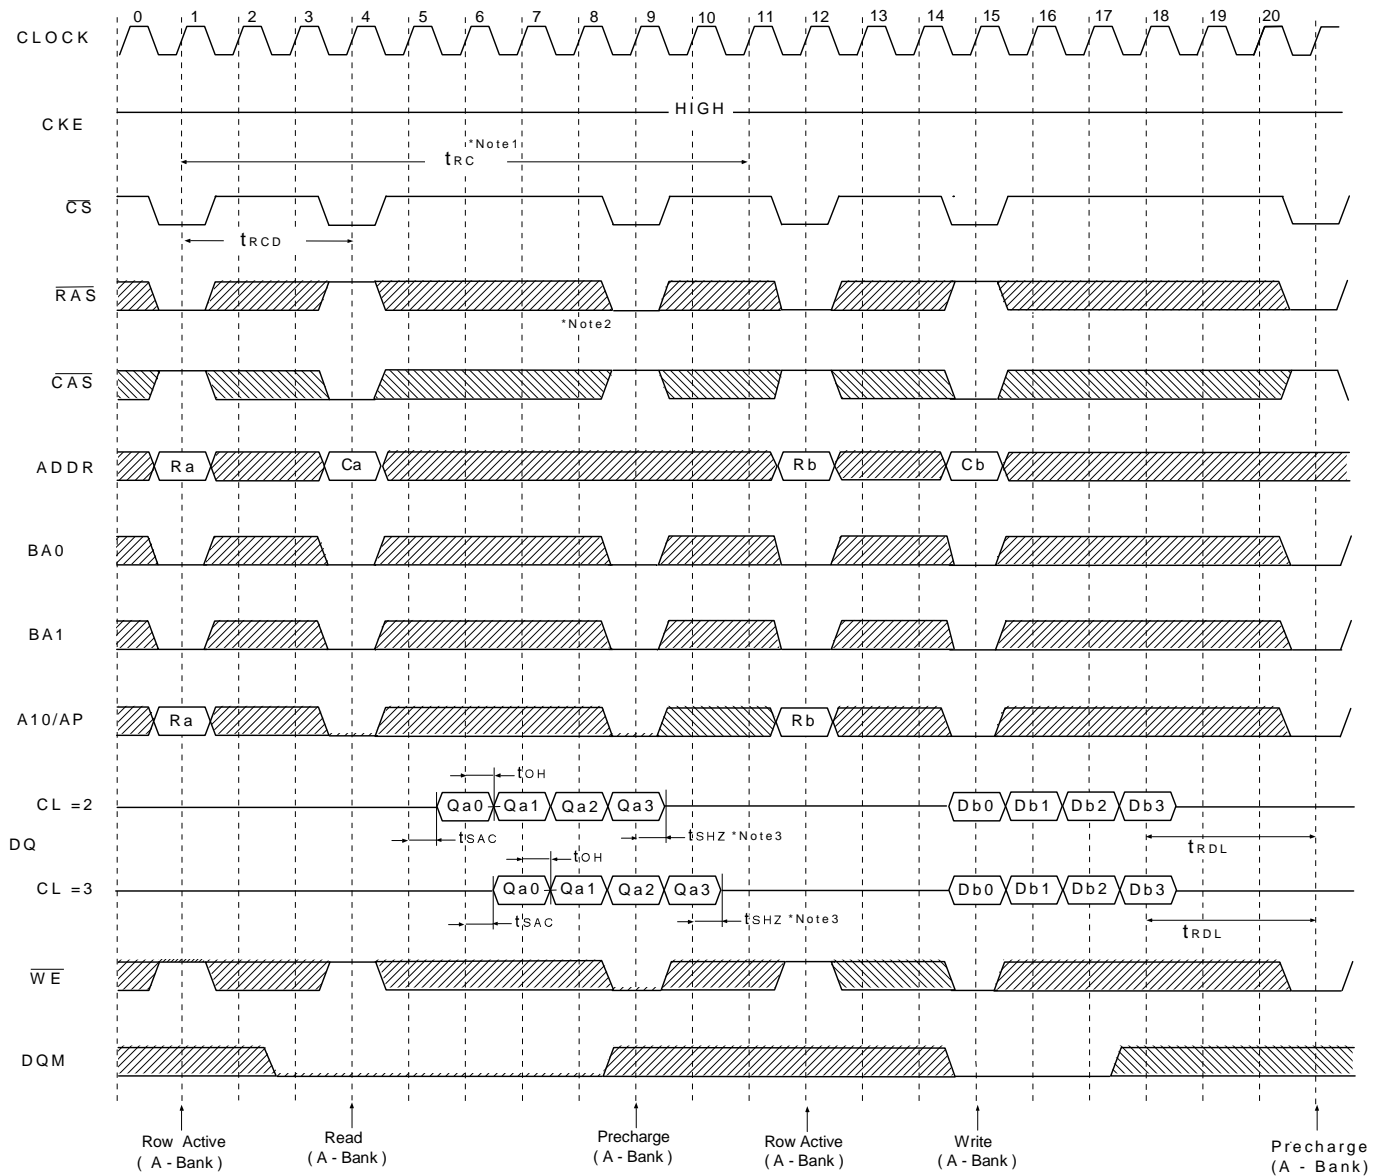 0 1 2 3 4 5 6 7 8 9 10 11 12 13 14 15 16 17 18 19 20
CLOCK
HIGH
CKE
tRC *Note1
CS
tRCD
RAS
*Note2
CAS
ADDR Ra Ca Rb Cb
BA0
BA1
A10/AP Ra Rb
tOH
CL =2 Qa0 Qa1 Qa2 Qa3 Db0 Db1 Db2 Db3
tSAC tSHZ *Note3 tRDL
DQ
tOH
CL =3 Qa0 Qa1 Qa2 Qa3 Db0 Db1 Db2 Db3
tSAC tSHZ *Note3 tRDL
WE
DQM
Row Active Read Precharge Row Active Write Precharge
( A - Bank ) ( A - Bank ) ( A - Bank ) ( A - Bank ) ( A - Bank ) ( A - Bank )